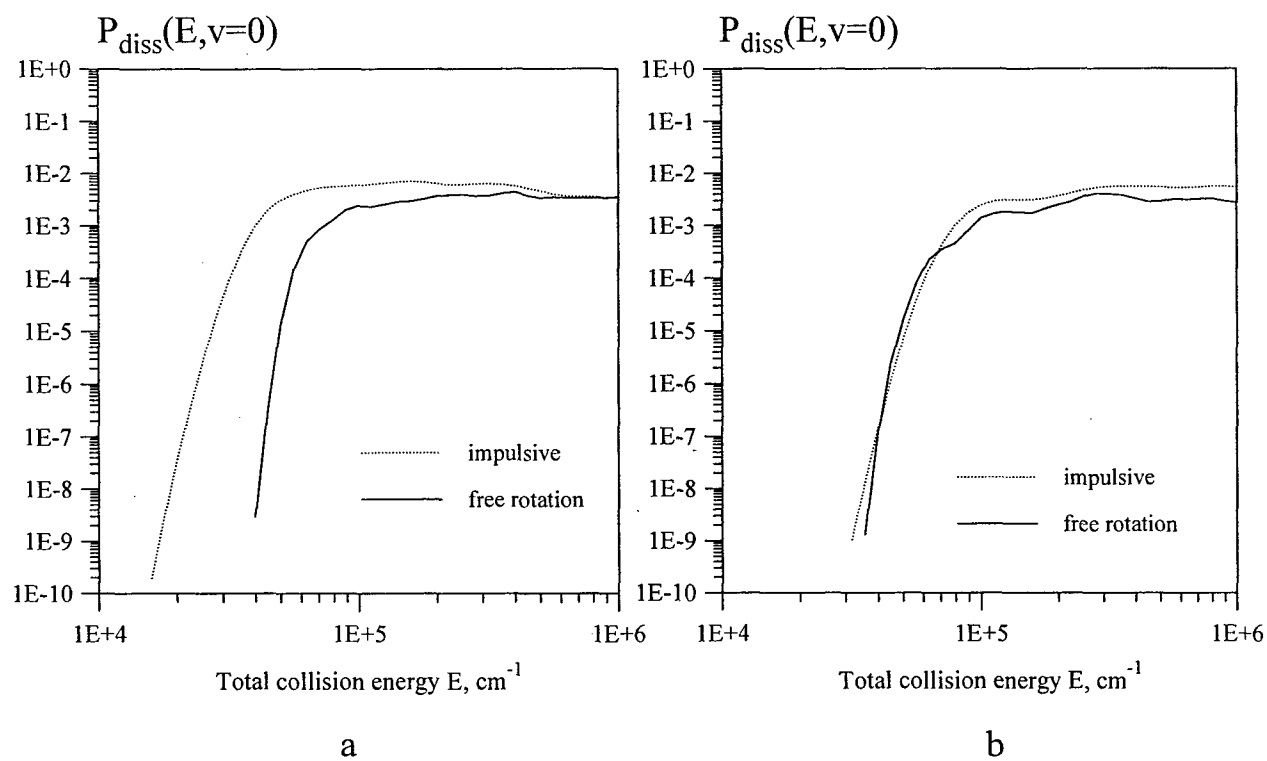 P_diss(E,v=0)
1E+0
1E-1
1E-2
1E-3
1E-4
1E-5
1E-6
1E-7
1E-8
1E-9
1E-10
1E+4
1E+5
1E+6
impulsive
free rotation
Total collision energy E, cm^-1
a
P_diss(E,v=0)
1E+0
1E-1
1E-2
1E-3
1E-4
1E-5
1E-6
1E-7
1E-8
1E-9
1E-10
1E+4
1E+5
1E+6
impulsive
free rotation
Total collision energy E, cm^-1
b